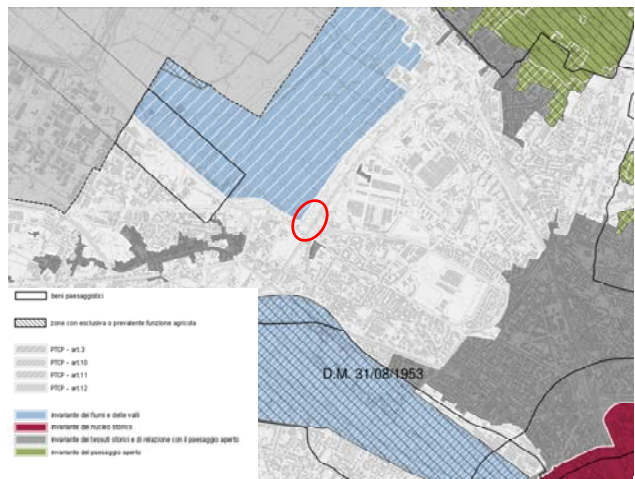 D.M. 31/08/1953
beni paesaggistici
zone con esclusiva o prevalente funzione agricola
PTCP - art.3
PTCP - art.10
PTCP - art.11
PTCP - art.12
invariante dei fiumi e delle valli
invariante del nucleo storico
invariante dei tessuti storici e di relazione con il paesaggio aperto
invariante del paesaggio aperto